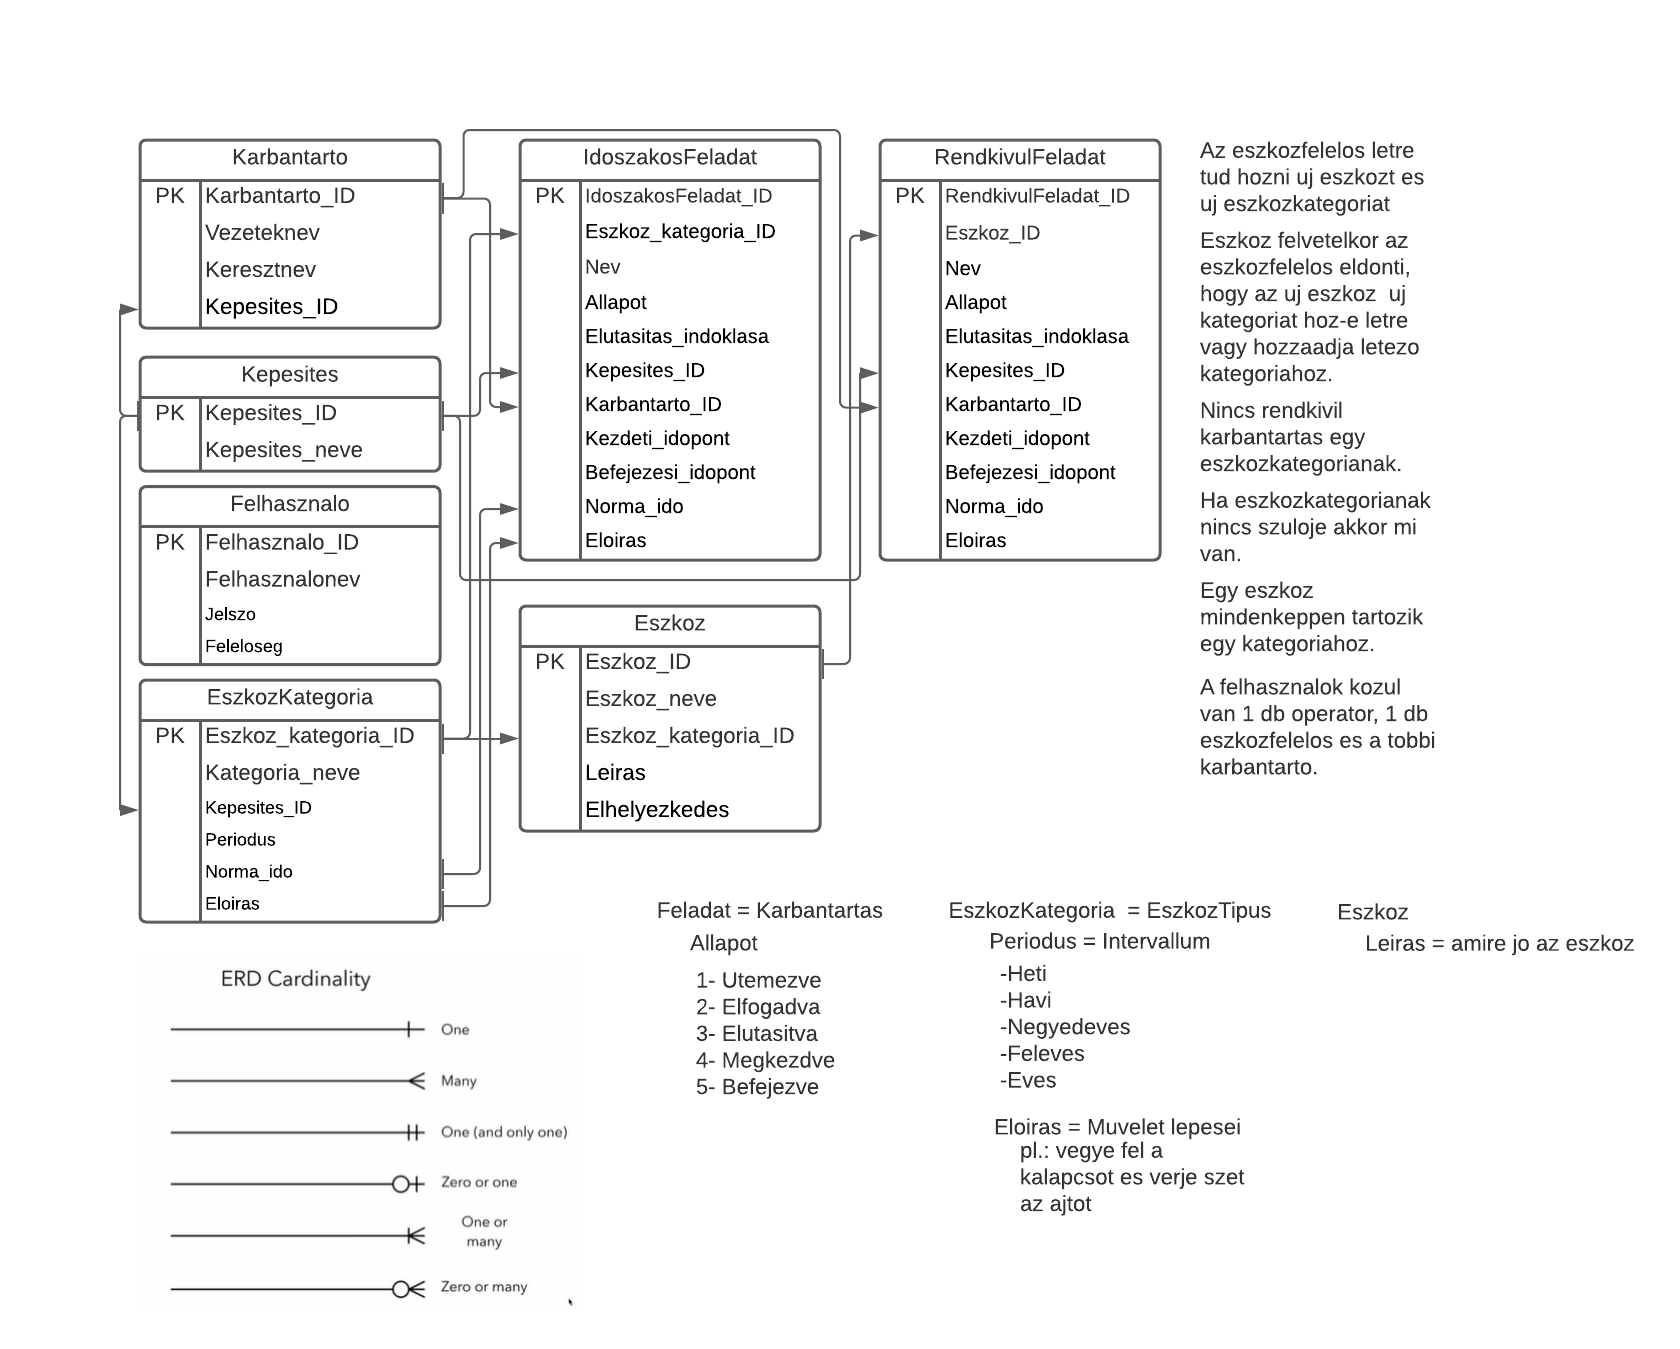 Karbantarto
PK
Karbantarto_ID
Vezeteknev
Keresztnev
Kepesites_ID
Kepesites
PK
Kepesites_ID
Kepesites_neve
Felhasznalo
PK
Felhasznalo_ID
Felhasznalonev
Jelszo
Feleloseg
EszkozKategoria
PK
Eszkoz_kategoria_ID
Kategoria_neve
Kepesites_ID
Periodus
Norma_ido
Eloiras
IdoszakosFeladat
PK
IdoszakosFeladat_ID
Eszkoz_kategoria_ID
Nev
Allapot
Elutasitas_indoklasa
Kepesites_ID
Karbantarto_ID
Kezdeti_idopont
Befejezesi_idopont
Norma_ido
Eloiras
Eszkoz
PK
Eszkoz_ID
Eszkoz_neve
Eszkoz_kategoria_ID
Leiras
Elhelyezkedes
RendkivulFeladat
PK
RendkivulFeladat_ID
Eszkoz_ID
Nev
Allapot
Elutasitas_indoklasa
Kepesites_ID
Karbantarto_ID
Kezdeti_idopont
Befejezesi_idopont
Norma_ido
Eloiras
Az eszkozfelelos letre
tud hozni uj eszkozt es
uj eszkozkategoriat
Eszkoz felvetelkor az
eszkozfelelos eldonti,
hogy az uj eszkoz  uj
kategoriat hoz-e letre
vagy hozzaadja letezo
kategoriahoz.
Nincs rendkivil
karbantartas egy
eszkozkategorianak.
Ha eszkozkategorianak
nincs szuloje akkor mi
van.
Egy eszkoz
mindenkeppen tartozik
egy kategoriahoz.
A felhasznalok kozul
van 1 db operator, 1 db
eszkozfelelos es a tobbi
karbantarto.
ERD Cardinality
One
Many
One (and only one)
Zero or one
One or
many
Zero or many
Feladat = Karbantartas
Allapot
1- Utemezve
2- Elfogadva
3- Elutasitva
4- Megkezdve
5- Befejezve
EszkozKategoria  = EszkozTipus
Periodus = Intervallum
-Heti
-Havi
-Negyedeves
-Feleves
-Eves
Eloiras = Muvelet lepesei
pl.: vegye fel a
kalapcsot es verje szet
az ajtot
Eszkoz
Leiras = amire jo az eszkoz